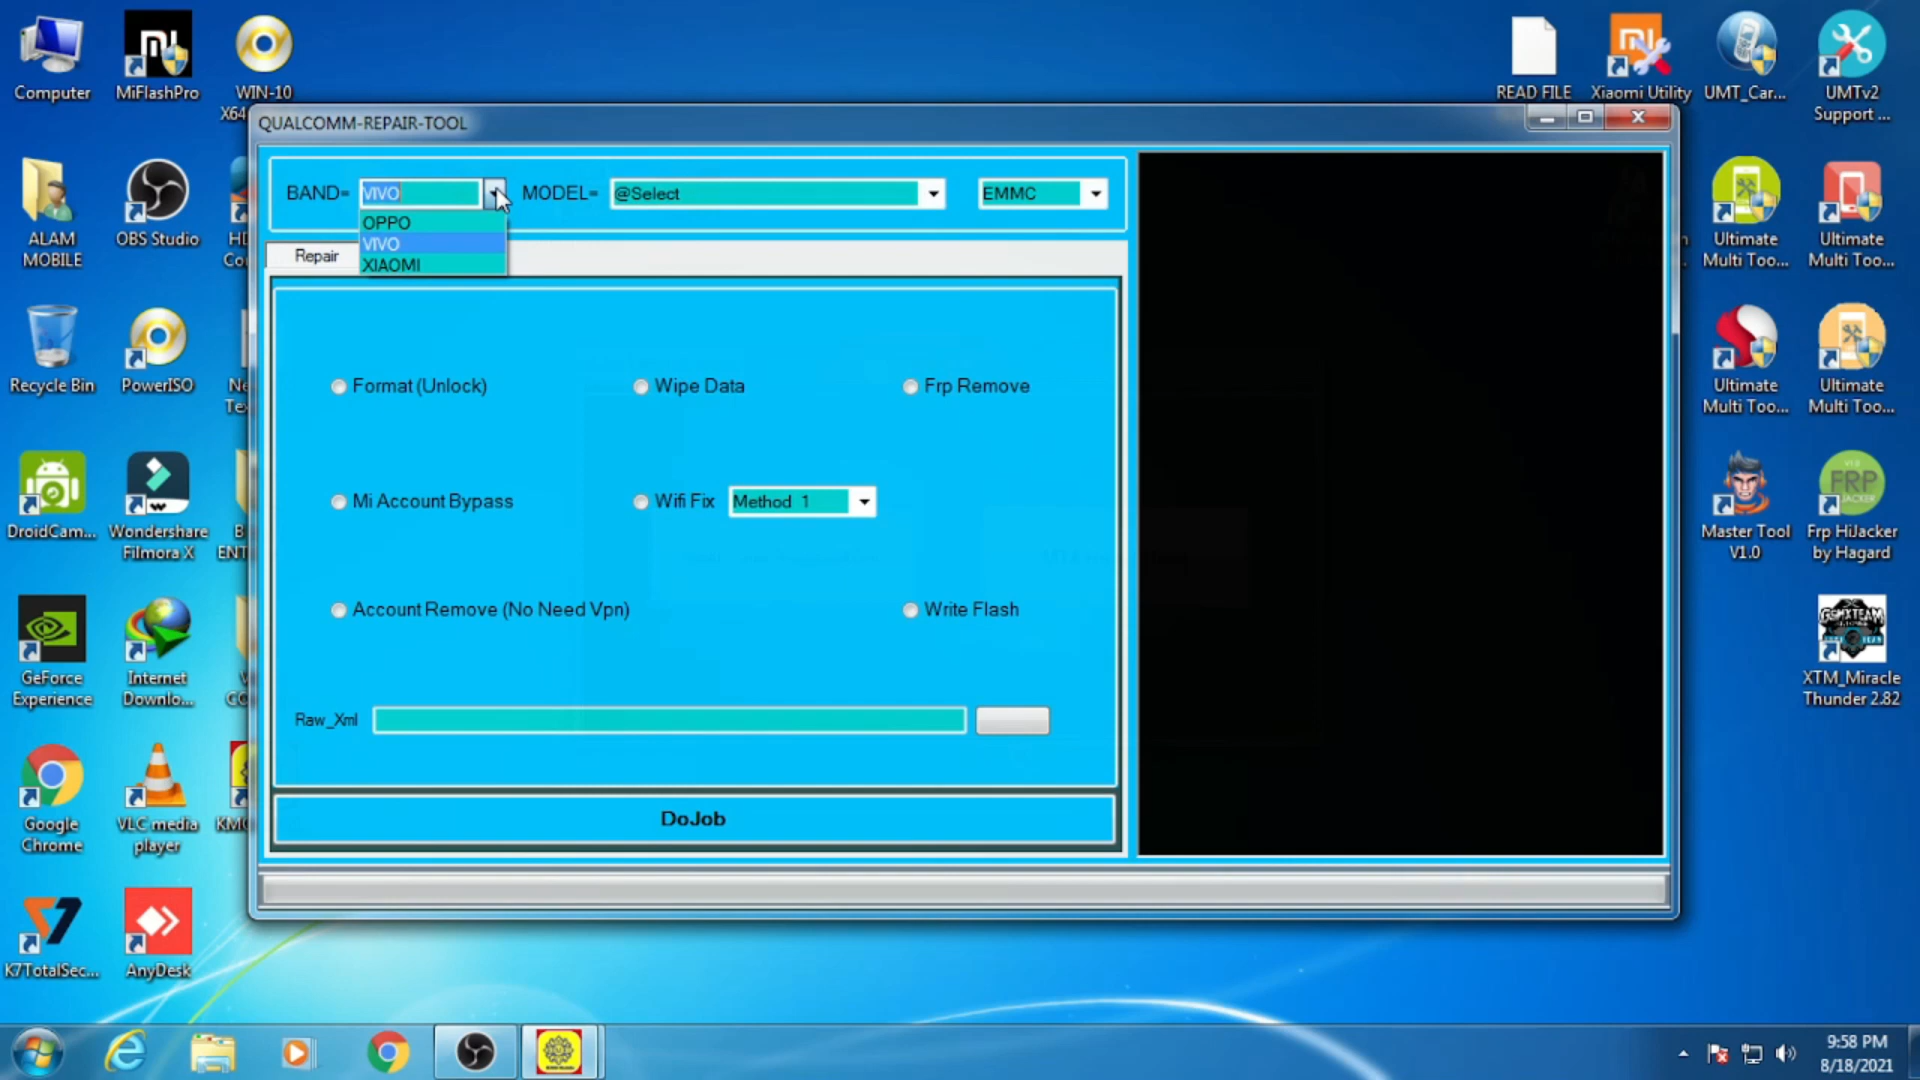 Computer
MiFlashPro
WIN-10
X64
READ FILE
Xiaomi Utility
UMT_Car...
UMTv2
Support ...
QUALCOMM-REPAIR-TOOL
BAND=
VIVO
MODEL=
@Select
EMMC
OPPO
VIVO
XIAOMI
Repair
ALAM
MOBILE
OBS Studio
Ultimate
Multi Too...
Ultimate
Multi Too...
Format (Unlock)
Wipe Data
Frp Remove
Recycle Bin
PowerISO
Ultimate
Multi Too...
Ultimate
Multi Too...
Mi Account Bypass
Wifi Fix
Method 1
DroidCam...
Wondershare
Filmora X
Master Tool
V1.0
Frp HiJacker
by Hagard
FRP
Account Remove (No Need Vpn)
Write Flash
GeForce
Experience
Internet
Downlo...
XTM_Miracle
Thunder 2.82
Raw_Xml
DoJob
Google
Chrome
VLC media
player
K7TotalSec...
AnyDesk
9:58 PM
8/18/2021